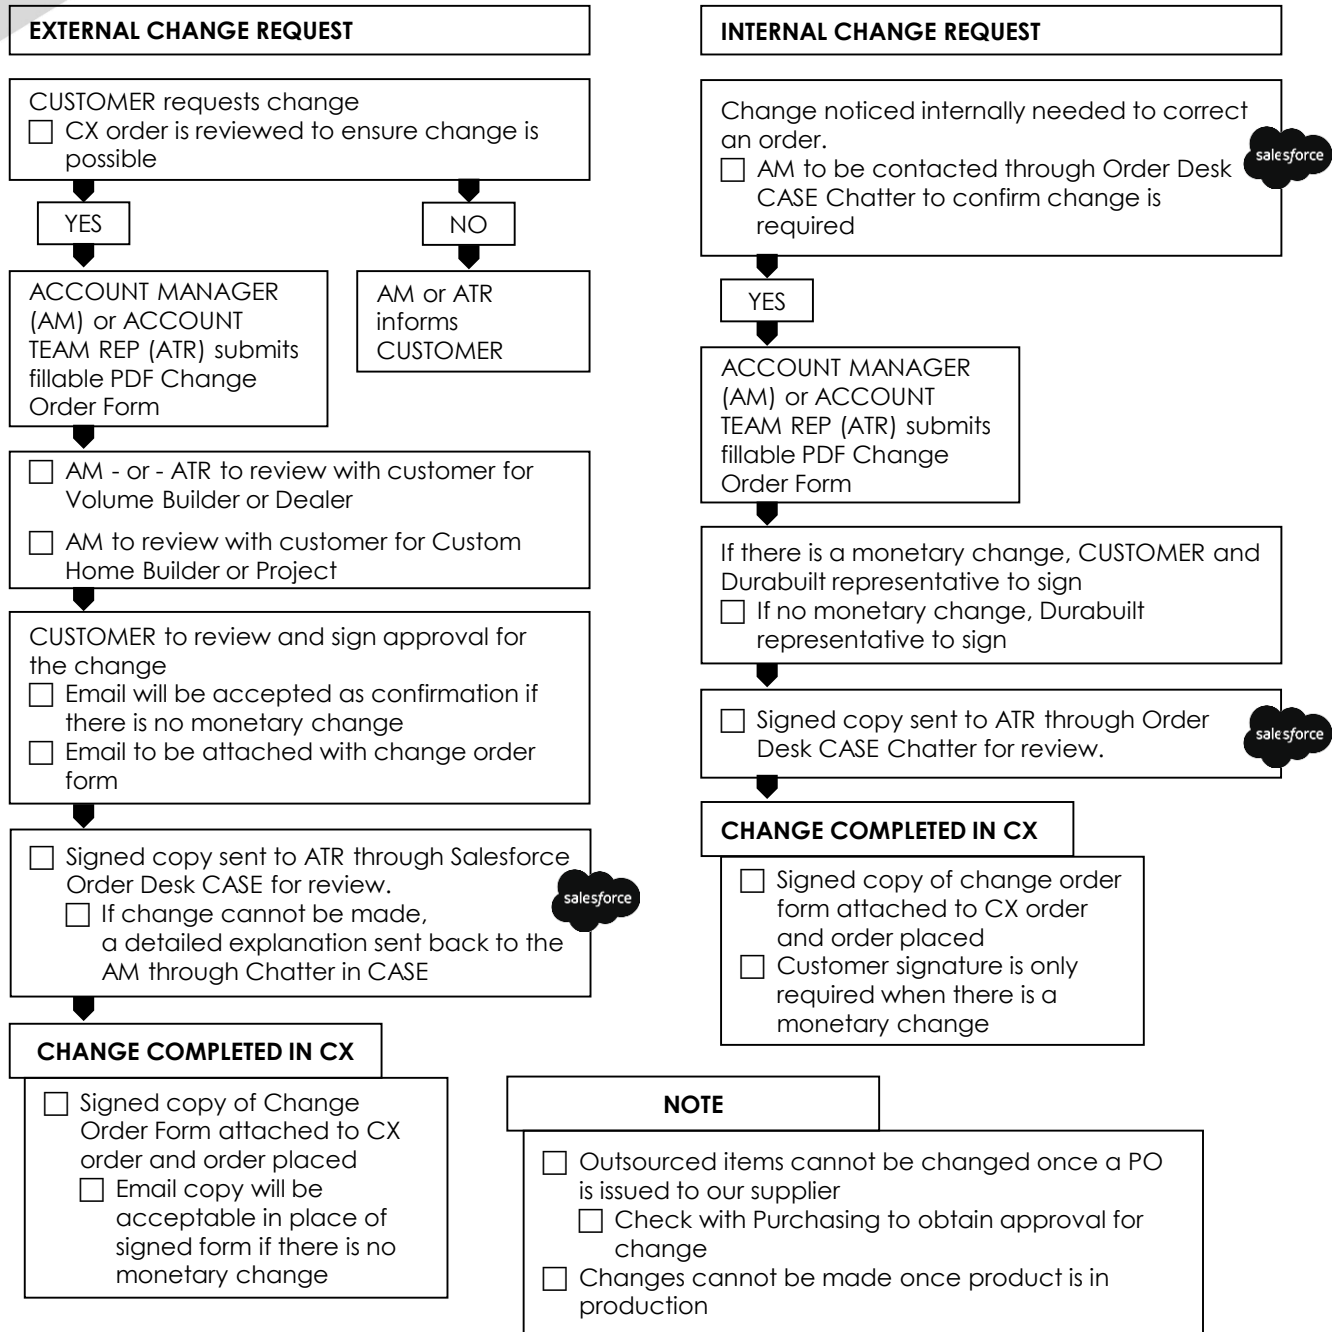 EXTERNAL CHANGE REQUEST
CUSTOMER requests change
CX order is reviewed to ensure change is
possible
YES
NO
ACCOUNT MANAGER
(AM) or ACCOUNT
TEAM REP (ATR) submits
fillable PDF Change
Order Form
AM or ATR
informs
CUSTOMER
AM - or - ATR to review with customer for
Volume Builder or Dealer
AM to review with customer for Custom
Home Builder or Project
CUSTOMER to review and sign approval for
the change
Email will be accepted as confirmation if
there is no monetary change
Email to be attached with change order
form
Signed copy sent to ATR through Salesforce
Order Desk CASE for review.
If change cannot be made,
a detailed explanation sent back to the
AM through Chatter in CASE
salesforce
CHANGE COMPLETED IN CX
Signed copy of Change
Order Form attached to CX
order and order placed
Email copy will be
acceptable in place of
signed form if there is no
monetary change
INTERNAL CHANGE REQUEST
Change noticed internally needed to correct
an order.
AM to be contacted through Order Desk
CASE Chatter to confirm change is
required
salesforce
YES
ACCOUNT MANAGER
(AM) or ACCOUNT
TEAM REP (ATR) submits
fillable PDF Change
Order Form
If there is a monetary change, CUSTOMER and
Durabuilt representative to sign
If no monetary change, Durabuilt
representative to sign
Signed copy sent to ATR through Order
Desk CASE Chatter for review.
salesforce
CHANGE COMPLETED IN CX
Signed copy of change order
form attached to CX order
and order placed
Customer signature is only
required when there is a
monetary change
NOTE
Outsourced items cannot be changed once a PO
is issued to our supplier
Check with Purchasing to obtain approval for
change
Changes cannot be made once product is in
production